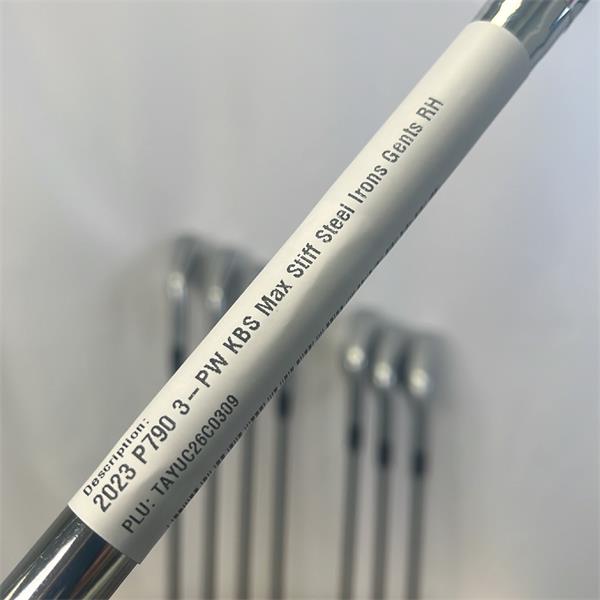 Description:
2023 P790 3-PW KBS Max Stiff Steel Irons Gents RH
PLU: TAYUC26C0309